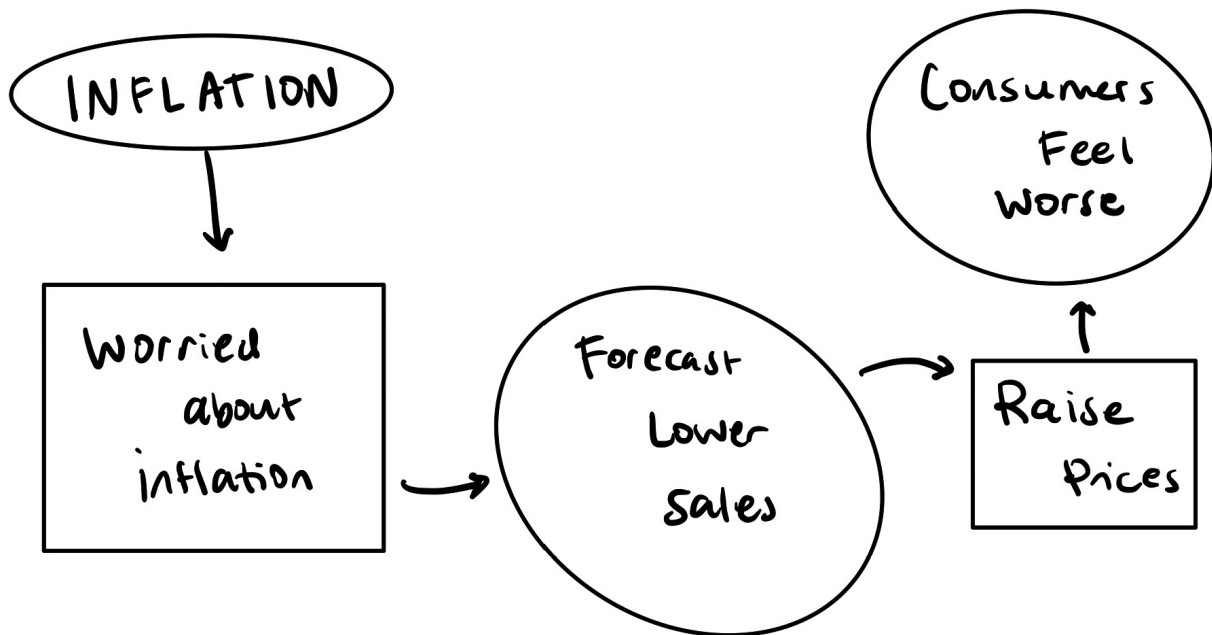 INFLATION
Worried
about
inflation
Forecast
Lower
Sales
Raise
Prices
Consumers
Feel
Worse